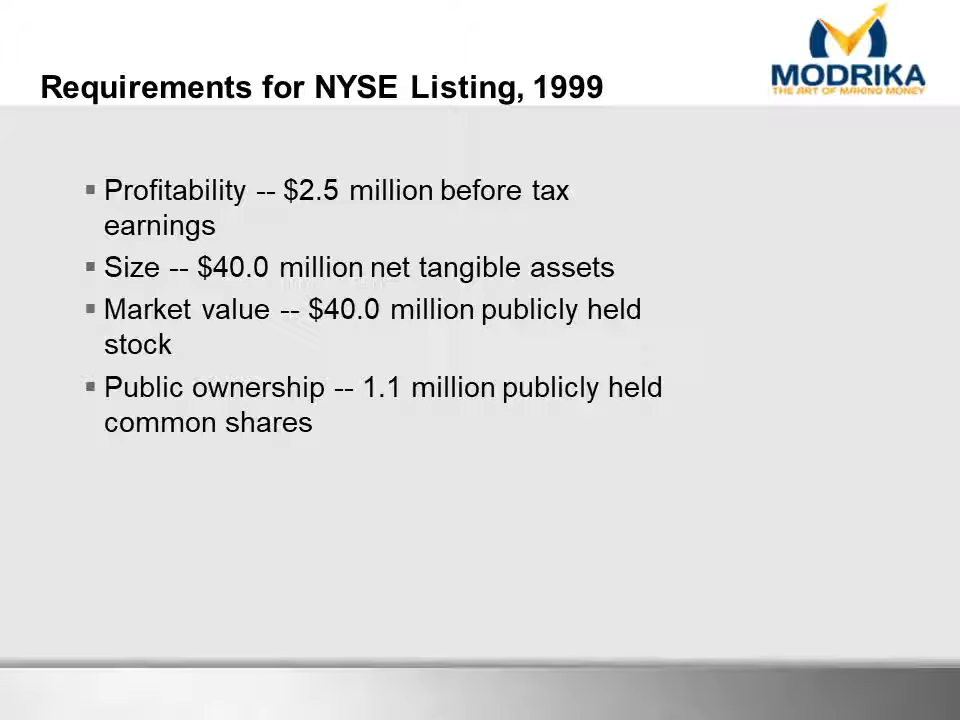 Requirements for NYSE Listing, 1999
MODRIKA
THE ART OF MAKING MONEY
▪ Profitability -- $2.5 million before tax
earnings
▪ Size -- $40.0 million net tangible assets
▪ Market value -- $40.0 million publicly held
stock
▪ Public ownership -- 1.1 million publicly held
common shares